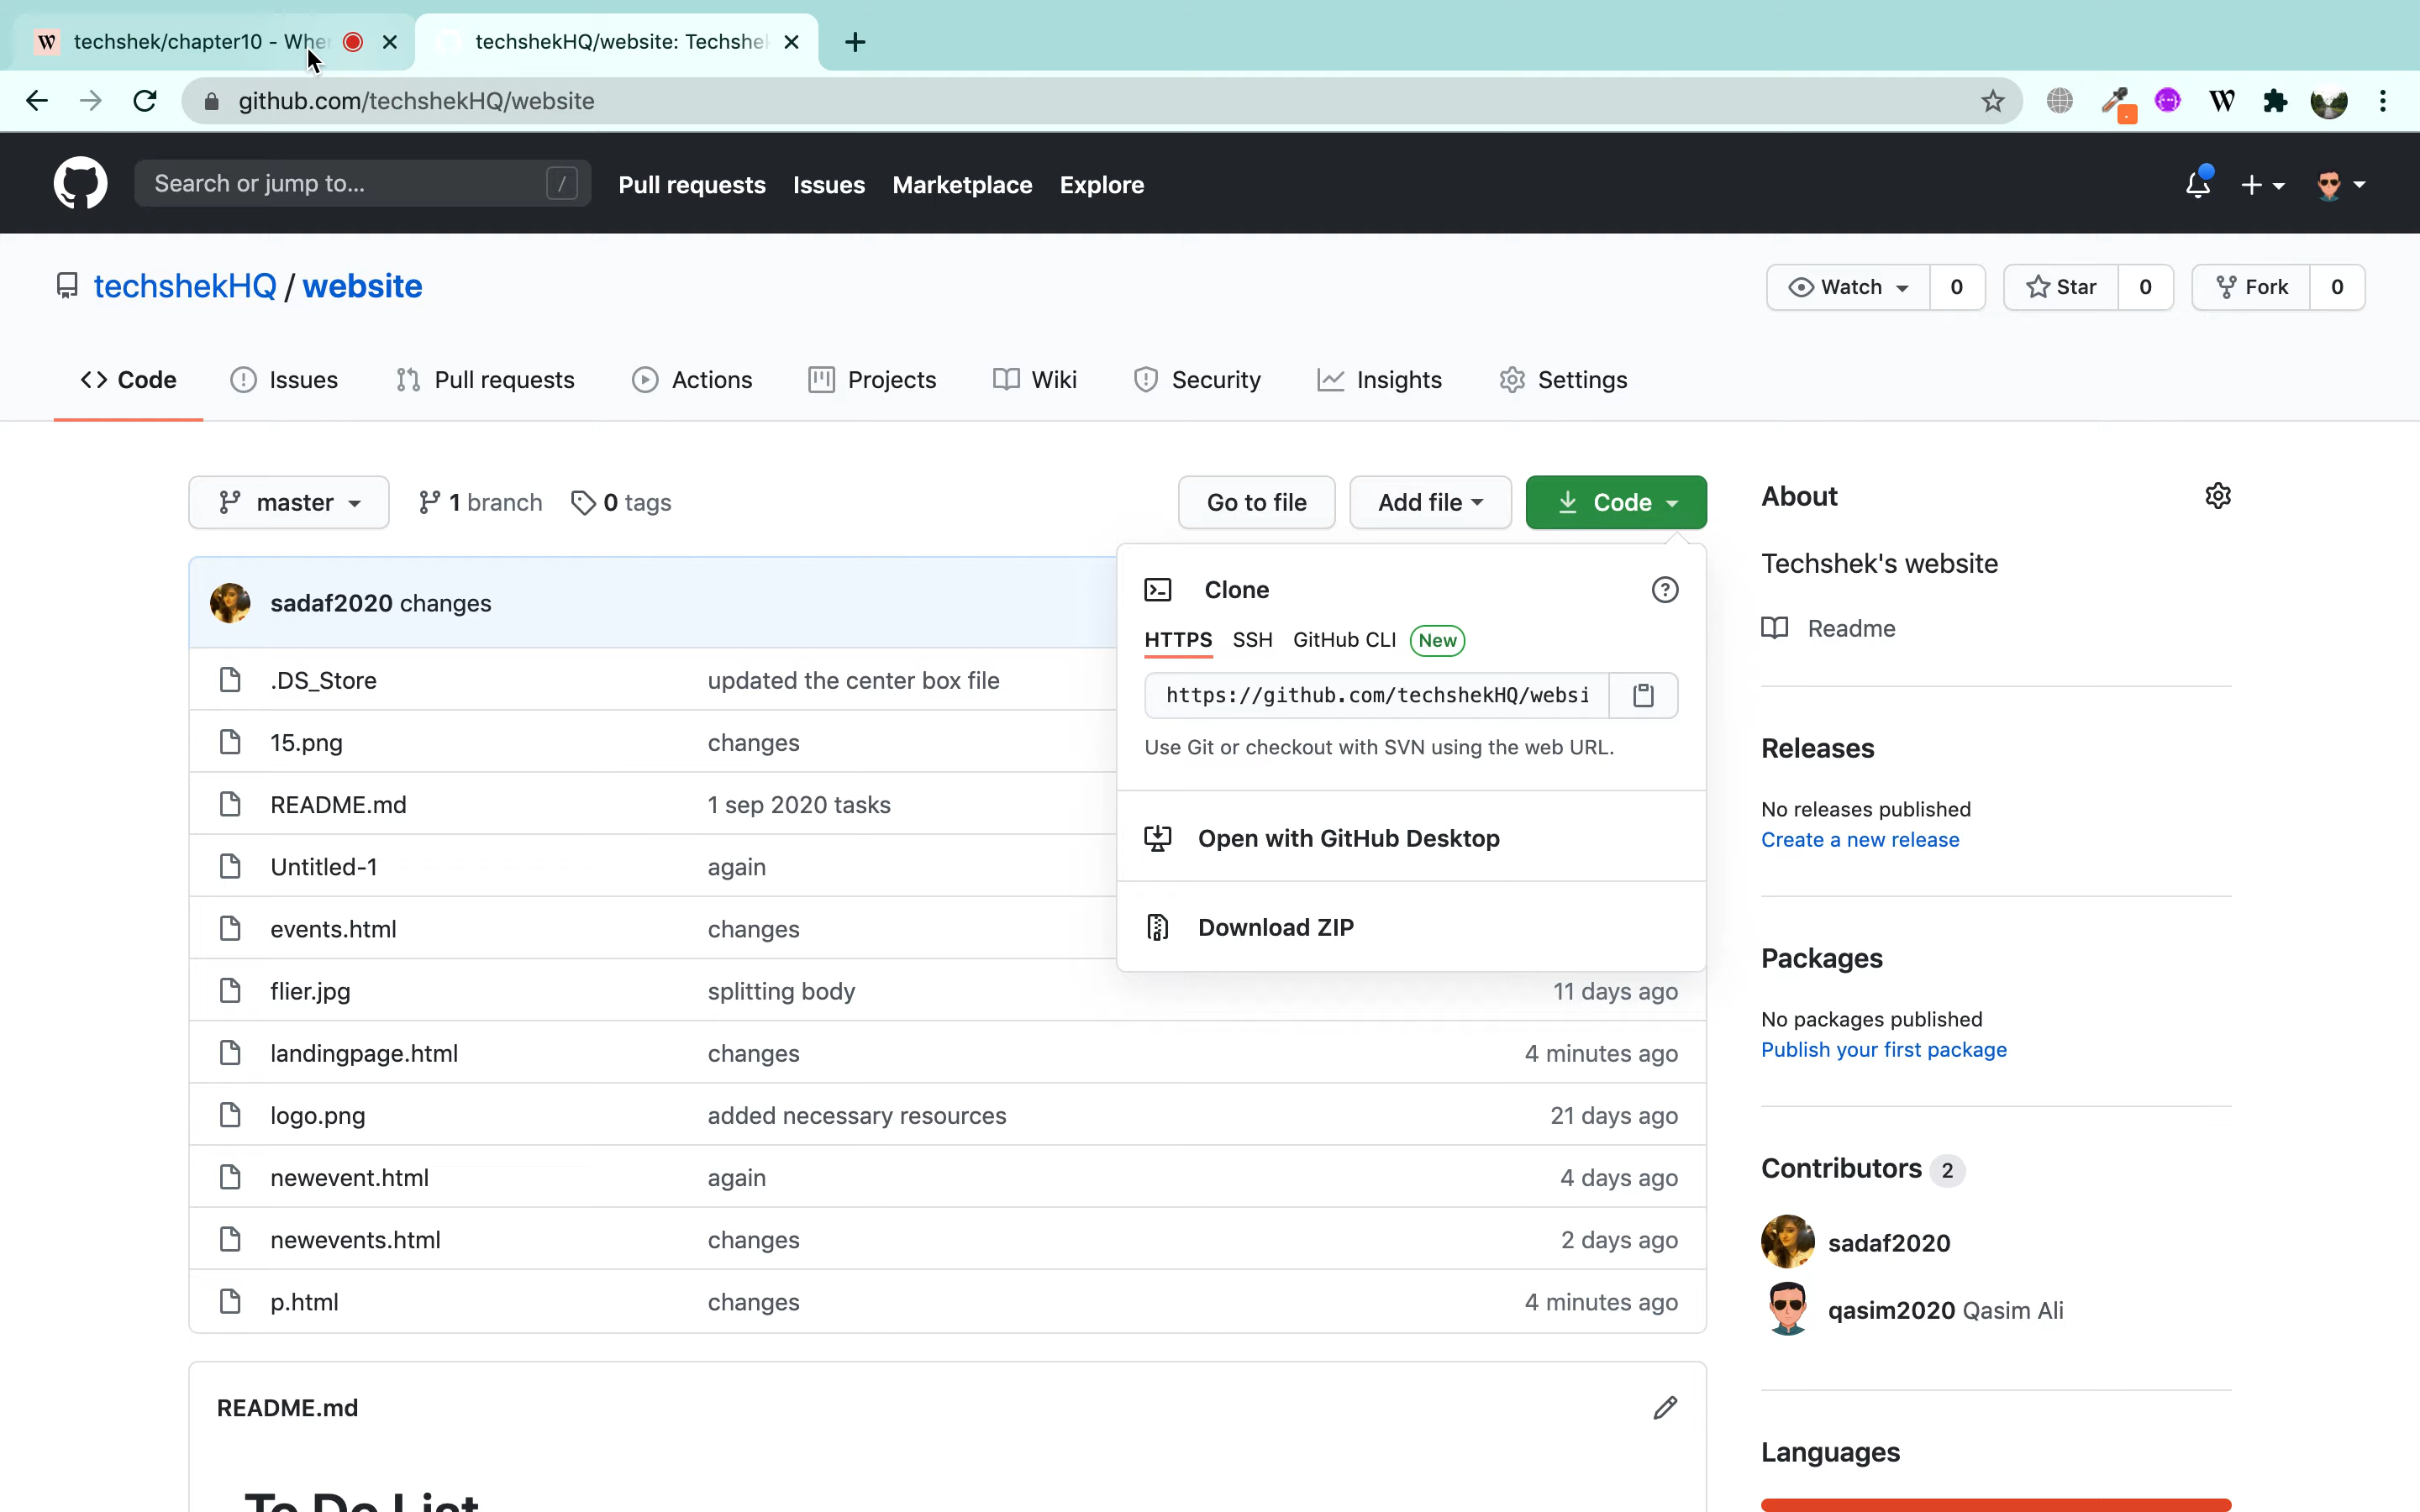 techshek/chapter10 - Wher
techshekHQ/website: Techshek
github.com/techshekHQ/website
Search or jump to... /
Pull requests Issues Marketplace Explore
techshekHQ / website
Watch 0 Star 0 Fork 0
Code Issues Pull requests Actions Projects Wiki Security Insights Settings
master 1 branch 0 tags Go to file Add file Code
sadaf2020 changes
.DS_Store updated the center box file
15.png changes
README.md 1 sep 2020 tasks
Untitled-1 again
events.html changes
flier.jpg splitting body 11 days ago
landingpage.html changes 4 minutes ago
logo.png added necessary resources 21 days ago
newevent.html again 4 days ago
newevents.html changes 2 days ago
p.html changes 4 minutes ago
Clone
HTTPS SSH GitHub CLI New
https://github.com/techshekHQ/websi
Use Git or checkout with SVN using the web URL.
Open with GitHub Desktop
Download ZIP
README.md
To Do List
About
Techshek's website
Readme
Releases
No releases published
Create a new release
Packages
No packages published
Publish your first package
Contributors 2
sadaf2020
qasim2020 Qasim Ali
Languages